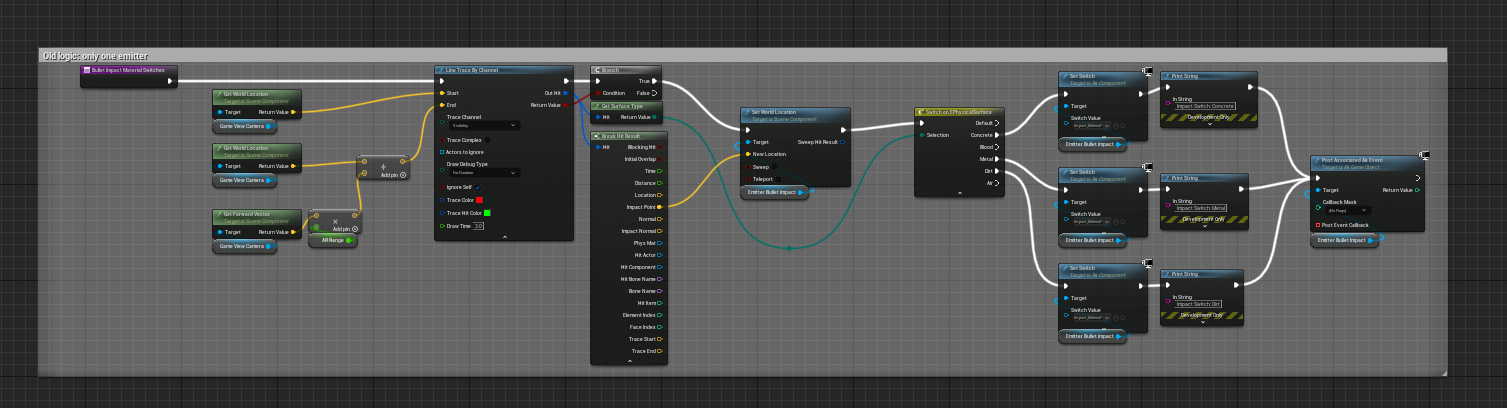 Old logic: only one emitter
Bullet Impact Material Switches
Get World Location
Target is Scene Component
Target
Return Value
Game View Camera
Get World Location
Target is Scene Component
Target
Return Value
Game View Camera
Get Forward Vector
Target is Scene Component
Target
Return Value
Game View Camera
Add pin
Add pin
AR Range
Line Trace By Channel
Start
Out Hit
End
Return Value
Trace Channel
Visibility
Trace Complex
Actors to Ignore
Draw Debug Type
For Duration
Ignore Self
Trace Color
Trace Hit Color
Draw Time 3.0
Branch
True
Condition
False
Get Surface Type
Hit
Return Value
Break Hit Result
Hit
Blocking Hit
Initial Overlap
Time
Distance
Location
Impact Point
Normal
Impact Normal
Phys Mat
Hit Actor
Hit Component
Hit Bone Name
Bone Name
Hit Item
Element Index
Face Index
Trace Start
Trace End
Set World Location
Target is Scene Component
Target
Sweep Hit Result
New Location
Sweep
Teleport
Emitter Bullet Impact
Switch on EPhysicalSurface
Default
Selection
Concrete
Blood
Metal
Dirt
Air
Set Switch
Target is Ak Component
Target
Switch Value
Impact_Material
Emitter Bullet Impact
Print String
In String
Impact Switch: Concrete
Development Only
Set Switch
Target is Ak Component
Target
Switch Value
Impact_Material
Emitter Bullet Impact
Print String
In String
Impact Switch: Metal
Development Only
Set Switch
Target is Ak Component
Target
Switch Value
Impact_Material
Emitter Bullet Impact
Print String
In String
Impact Switch: Dirt
Development Only
Post Associated Ak Event
Target is Ak Game Object
Target
Return Value
Callback Mask
[No Flags]
Post Event Callback
Emitter Bullet Impact